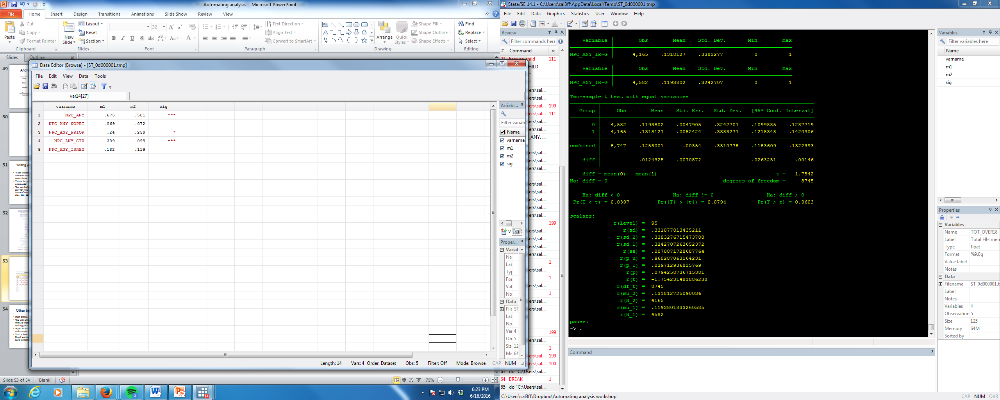 Automating analysis - Microsoft PowerPoint
File Home Insert Design Transitions Animations Slide Show Review View
Paste
Cut
Copy
Format Painter
Clipboard
New Slide
Layout
Reset
Section
Slides
32
Font
Text Direction
Align Text
Convert to SmartArt
Paragraph
Arrange
Quick Styles
Shape Fill
Shape Outline
Shape Effects
Drawing
Find
Replace
Select
Editing
Slides Outline
49
50
51
52
53
54
Data Editor (Browse) - [ST_0d000001.tmp]
File Edit View Data Tools
var14[27]
varname m1 m2 sig
1 NPC_ANY .675 .501 ***
2 NPC_ANY_NOPRI .069 .072
3 NPC_ANY_PRIOR .24 .259 *
4 NPC_ANY_CTR .389 .099 ***
5 NPC_ANY_IRREG .132 .119
Variabl...
Filter variab
Name
varname
m1
m2
sig
Proper...
Variab
Na
Lab
Typ
For
Val
No
Data
File ST
Lab
No
Var 4
Ob 5
Siz 12
Me 64
Length: 14 Vars: 4 Order: Dataset Obs: 5 Filter: Off Mode: Browse CAP NUM
Slide 53 of 54 "Blank" 75%
6:23 PM
6/16/2016
Stata/SE 14.1 - C:\Users\sal3ff\AppData\Local\Temp\ST_0d000001.tmp
File Edit Data Graphics Statistics User Window Help
Review
Filter commands here
# Command _rc
23 browse child 111
HILD
ers\sal...
ers\sal...
ers\sal... 199
ers\sal... 111
ers\sal...
ers\sal...
_ANY, ...
ers\sal...
ers\sal...
ers\sal...
ers\sal...
ers\sal...
ers\sal...
ers\sal...
ers\sal...
199
ers\sal...
ers\sal...
ers\sal...
ers\sal...
1
ers\sal...
1
ers\sal...
1
ers\sal...
ers\sal...
199
ers\sal...
1
ers\sal... 199
ers\sal... 100
63 do "C:\Users\sal...
64 BREAK 1
65 do "C:\Users\sal...
Variable Obs Mean Std. Dev. Min Max
NPC_ANY_IR~G 4,165 .1318127 .3383277 0 1
Variable Obs Mean Std. Dev. Min Max
NPC_ANY_IR~G 4,582 .1193802 .3242707 0 1
Two-sample t test with equal variances
Group Obs Mean Std. Err. Std. Dev. [95% Conf. Interval]
0 4,582 .1193802 .0047905 .3242707 .1099885 .1287719
1 4,165 .1318127 .0052424 .3383277 .1215348 .1420906
combined 8,747 .1253001 .00354 .3310778 .1183609 .1322393
diff -.0124325 .0070872 -.0263251 .00146
diff = mean(0) - mean(1) t = -1.7542
Ho: diff = 0 degrees of freedom = 8745
Ha: diff < 0 Ha: diff != 0 Ha: diff > 0
Pr(T < t) = 0.0397 Pr(|T| > |t|) = 0.0794 Pr(T > t) = 0.9603
scalars:
r(level) = 95
r(sd) = .331077813435211
r(sd_2) = .3383276715473788
r(sd_1) = .3242707263652372
r(se) = .0070871728687764
r(p_u) = .960287063164231
r(p_l) = .039712936835769
r(p) = .0794258736715381
r(t) = -1.754231481886238
r(df_t) = 8745
r(mu_2) = .131812725090036
r(N_2) = 4165
r(mu_1) = .1193801833260585
r(N_1) = 4582
pause:
-> .
Command
Variables
Filter variables here
Name
varname
m1
m2
sig
Properties
Variables
Name TOT_OVER18
Label Total HH men
Type float
Format %9.0g
Value label
Notes
Data
Filename ST_0d000001.t
Label
Notes
Variables 4
Observation 5
Size 125
Memory 64M
Sorted by
C:\Users\sal3ff\Dropbox\Automating analysis workshop
CAP NUM OVR